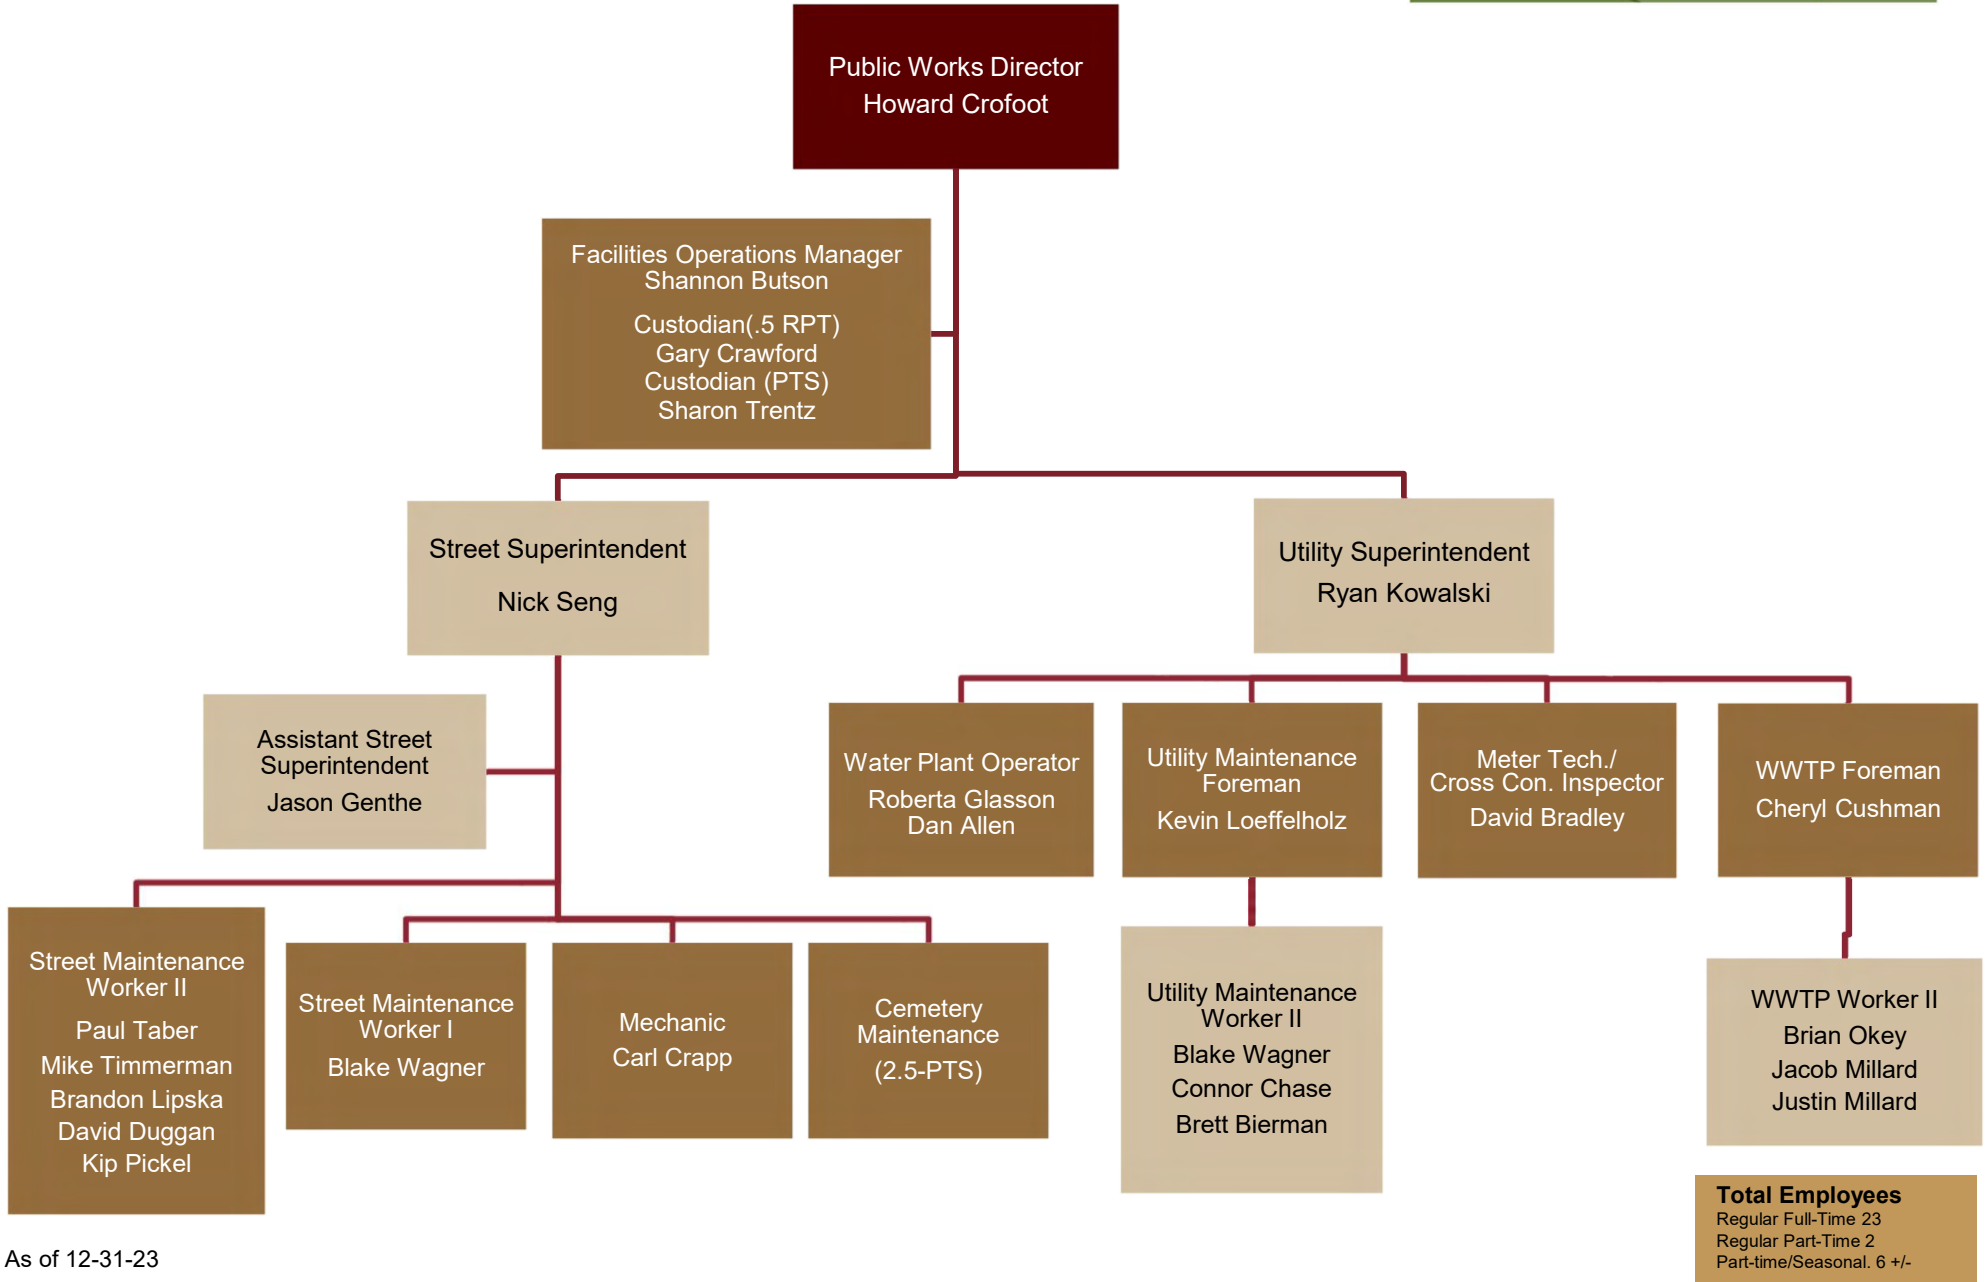 Public Works Director
Howard Crofoot
Facilities Operations Manager
Shannon Butson
Custodian(.5 RPT)
Gary Crawford
Custodian (PTS)
Sharon Trentz
Street Superintendent
Nick Seng
Utility Superintendent
Ryan Kowalski
Assistant Street
Superintendent
Jason Genthe
Water Plant Operator
Roberta Glasson
Dan Allen
Utility Maintenance
Foreman
Kevin Loeffelholz
Meter Tech./
Cross Con. Inspector
David Bradley
WWTP Foreman
Cheryl Cushman
Street Maintenance
Worker II
Paul Taber
Mike Timmerman
Brandon Lipska
David Duggan
Kip Pickel
Street Maintenance
Worker I
Blake Wagner
Mechanic
Carl Crapp
Cemetery
Maintenance
(2.5-PTS)
Utility Maintenance
Worker II
Blake Wagner
Connor Chase
Brett Bierman
WWTP Worker II
Brian Okey
Jacob Millard
Justin Millard
Total Employees
Regular Full-Time 23
Regular Part-Time 2
Part-time/Seasonal. 6 +/-
As of 12-31-23